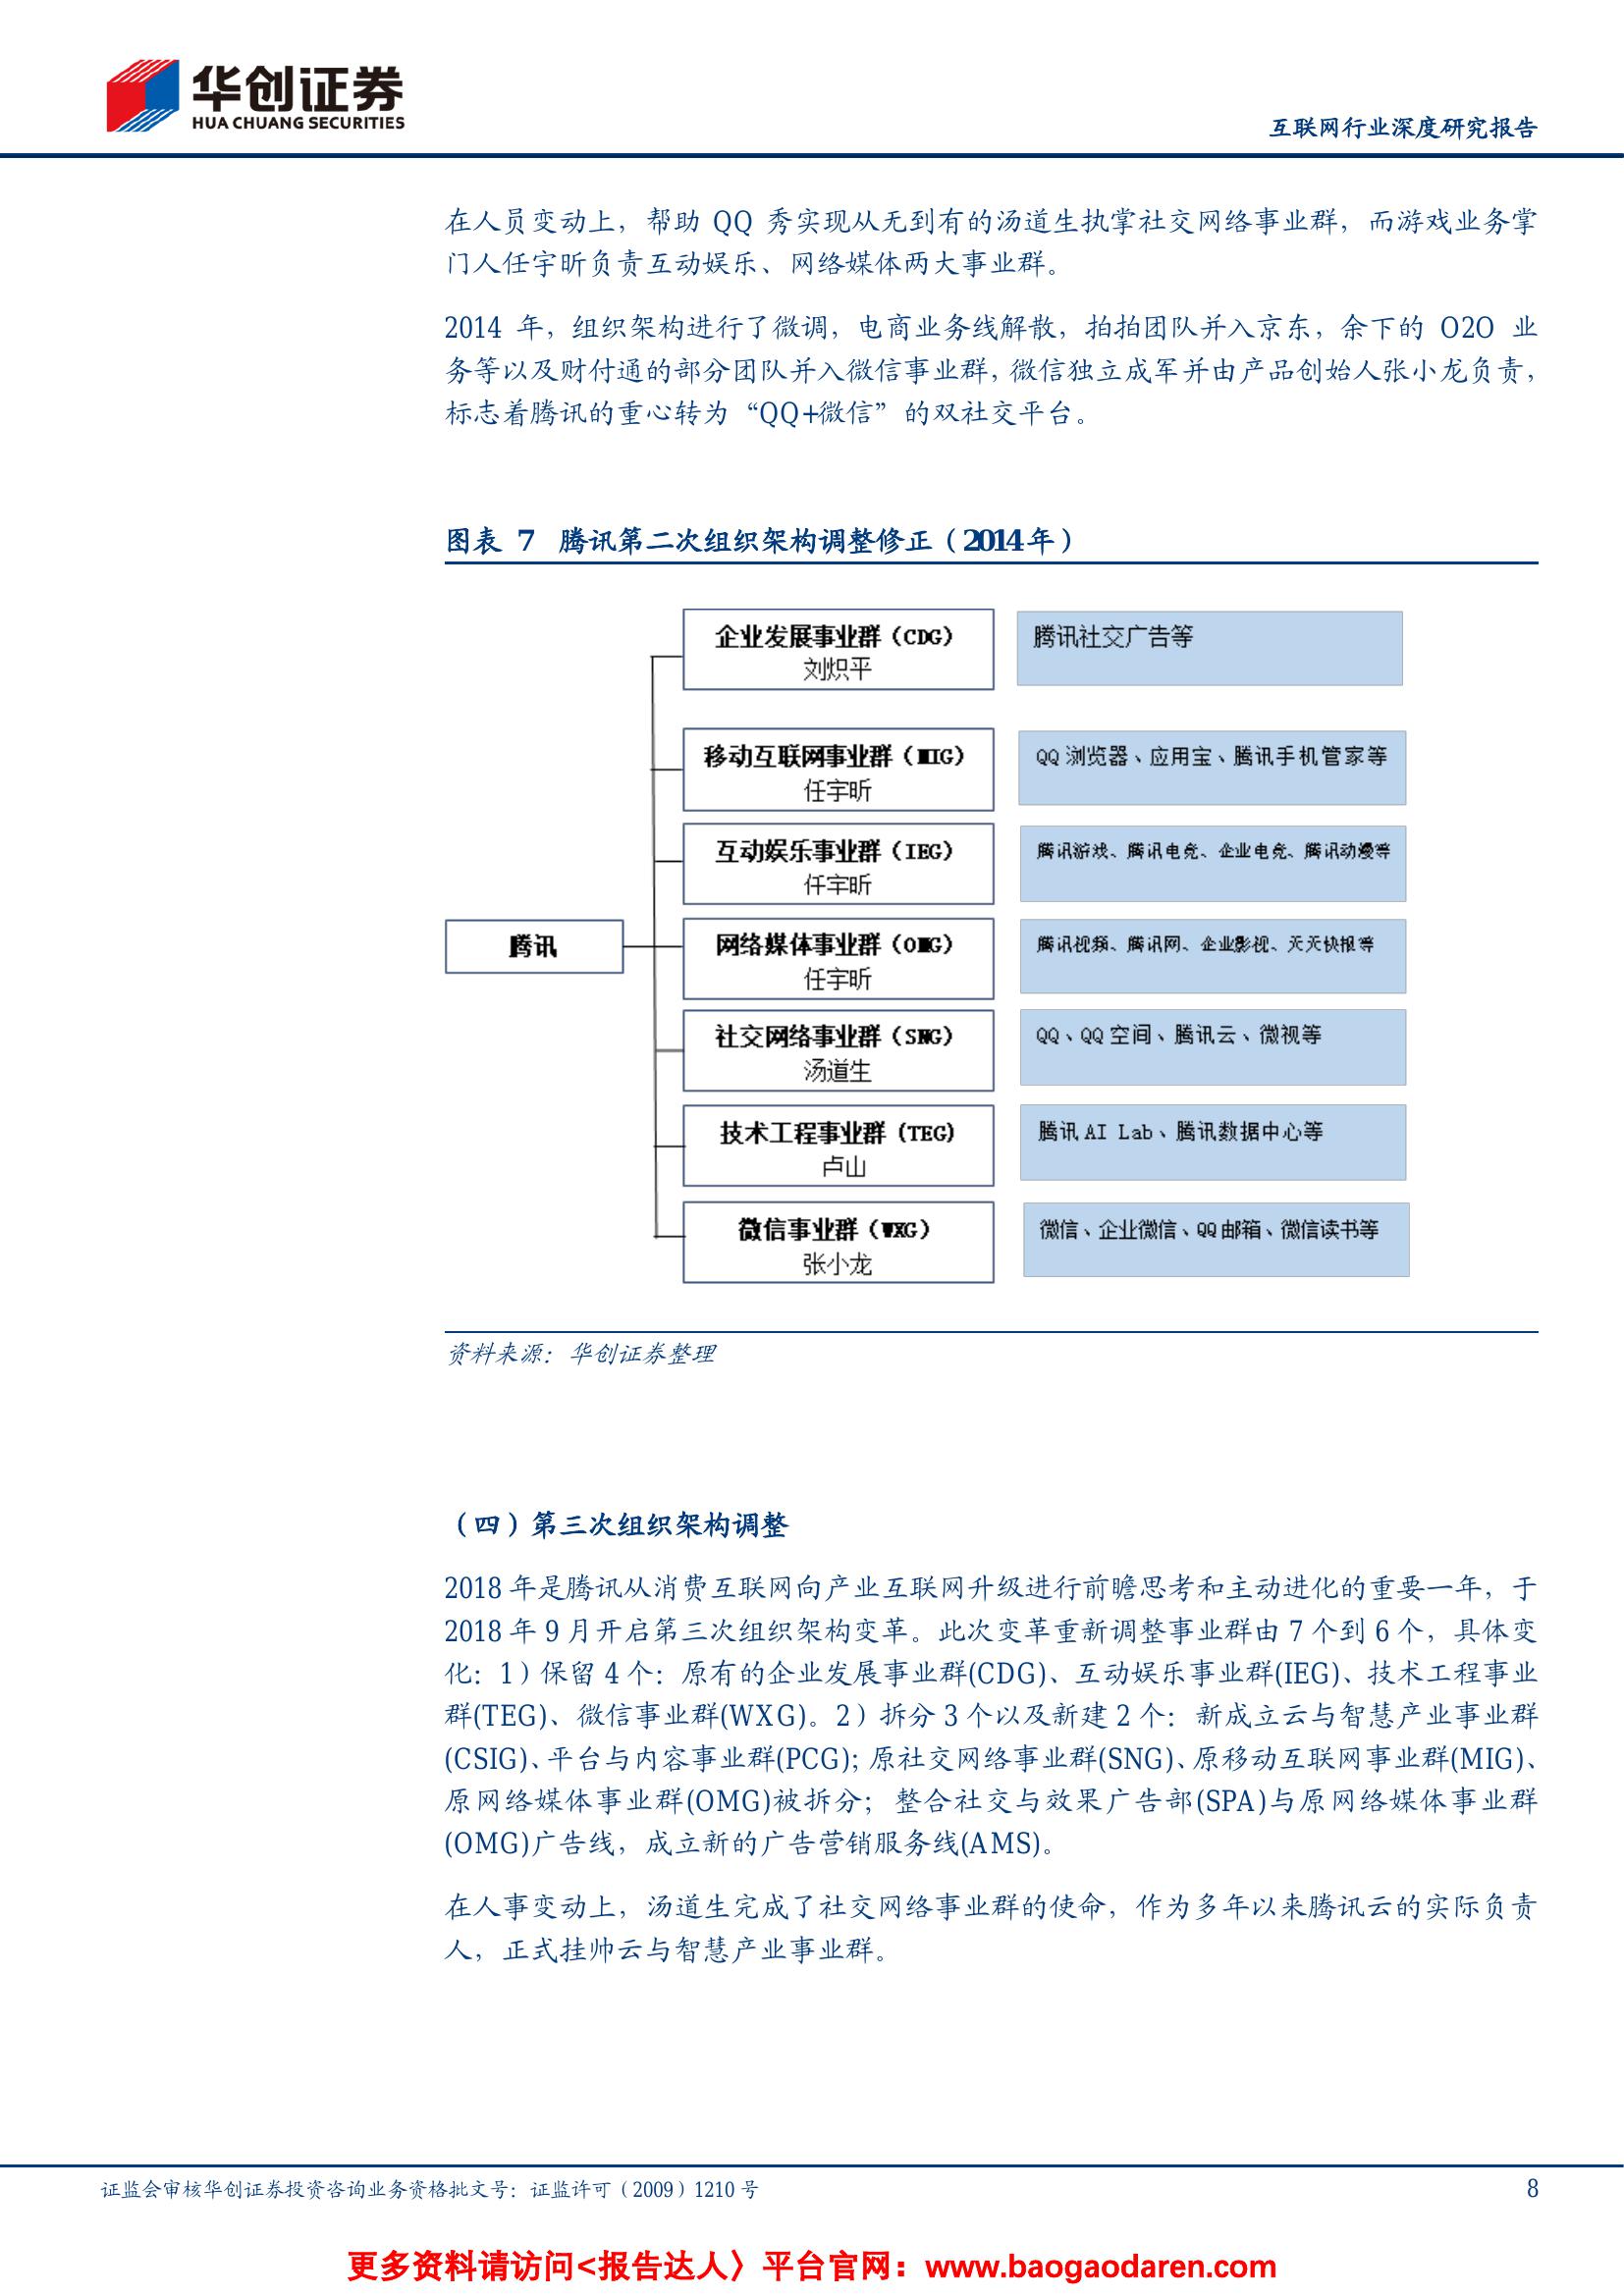 华创证券
HUA CHUANG SECURITIES
互联网行业深度研究报告
在人员变动上，帮助 QQ 秀实现从无到有的汤道生执掌社交网络事业群，而游戏业务掌
门人任宇昕负责互动娱乐、网络媒体两大事业群。
2014 年，组织架构进行了微调，电商业务线解散，拍拍团队并入京东，余下的 O2O 业
务等以及财付通的部分团队并入微信事业群，微信独立成军并由产品创始人张小龙负责，
标志着腾讯的重心转为“QQ+微信”的双社交平台。
图表 7 腾讯第二次组织架构调整修正（2014年）
腾讯
企业发展事业群（CDG）
刘炽平
腾讯社交广告等
移动互联网事业群（MIG）
任宇昕
QQ 浏览器、应用宝、腾讯手机管家等
互动娱乐事业群（IEG）
任宇昕
腾讯游戏、腾讯电竞、企业电竞、腾讯动漫等
网络媒体事业群（OMG）
任宇昕
腾讯视频、腾讯网、企业影视、天天快报等
社交网络事业群（SNG）
汤道生
QQ、QQ 空间、腾讯云、微视等
技术工程事业群（TEG）
卢山
腾讯 AI Lab、腾讯数据中心等
微信事业群（WXG）
张小龙
微信、企业微信、QQ 邮箱、微信读书等
资料来源：华创证券整理
（四）第三次组织架构调整
2018 年是腾讯从消费互联网向产业互联网升级进行前瞻思考和主动进化的重要一年，于
2018 年 9 月开启第三次组织架构变革。此次变革重新调整事业群由 7 个到 6 个，具体变
化：1）保留 4 个：原有的企业发展事业群(CDG)、互动娱乐事业群(IEG)、技术工程事业
群(TEG)、微信事业群(WXG)。2）拆分 3 个以及新建 2 个：新成立云与智慧产业事业群
(CSIG)、平台与内容事业群(PCG)；原社交网络事业群(SNG)、原移动互联网事业群(MIG)、
原网络媒体事业群(OMG)被拆分；整合社交与效果广告部(SPA)与原网络媒体事业群
(OMG)广告线，成立新的广告营销服务线(AMS)。
在人事变动上，汤道生完成了社交网络事业群的使命，作为多年以来腾讯云的实际负责
人，正式挂帅云与智慧产业事业群。
证监会审核华创证券投资咨询业务资格批文号：证监许可（2009）1210 号
8
更多资料请访问<报告达人〉平台官网：www.baogaodaren.com